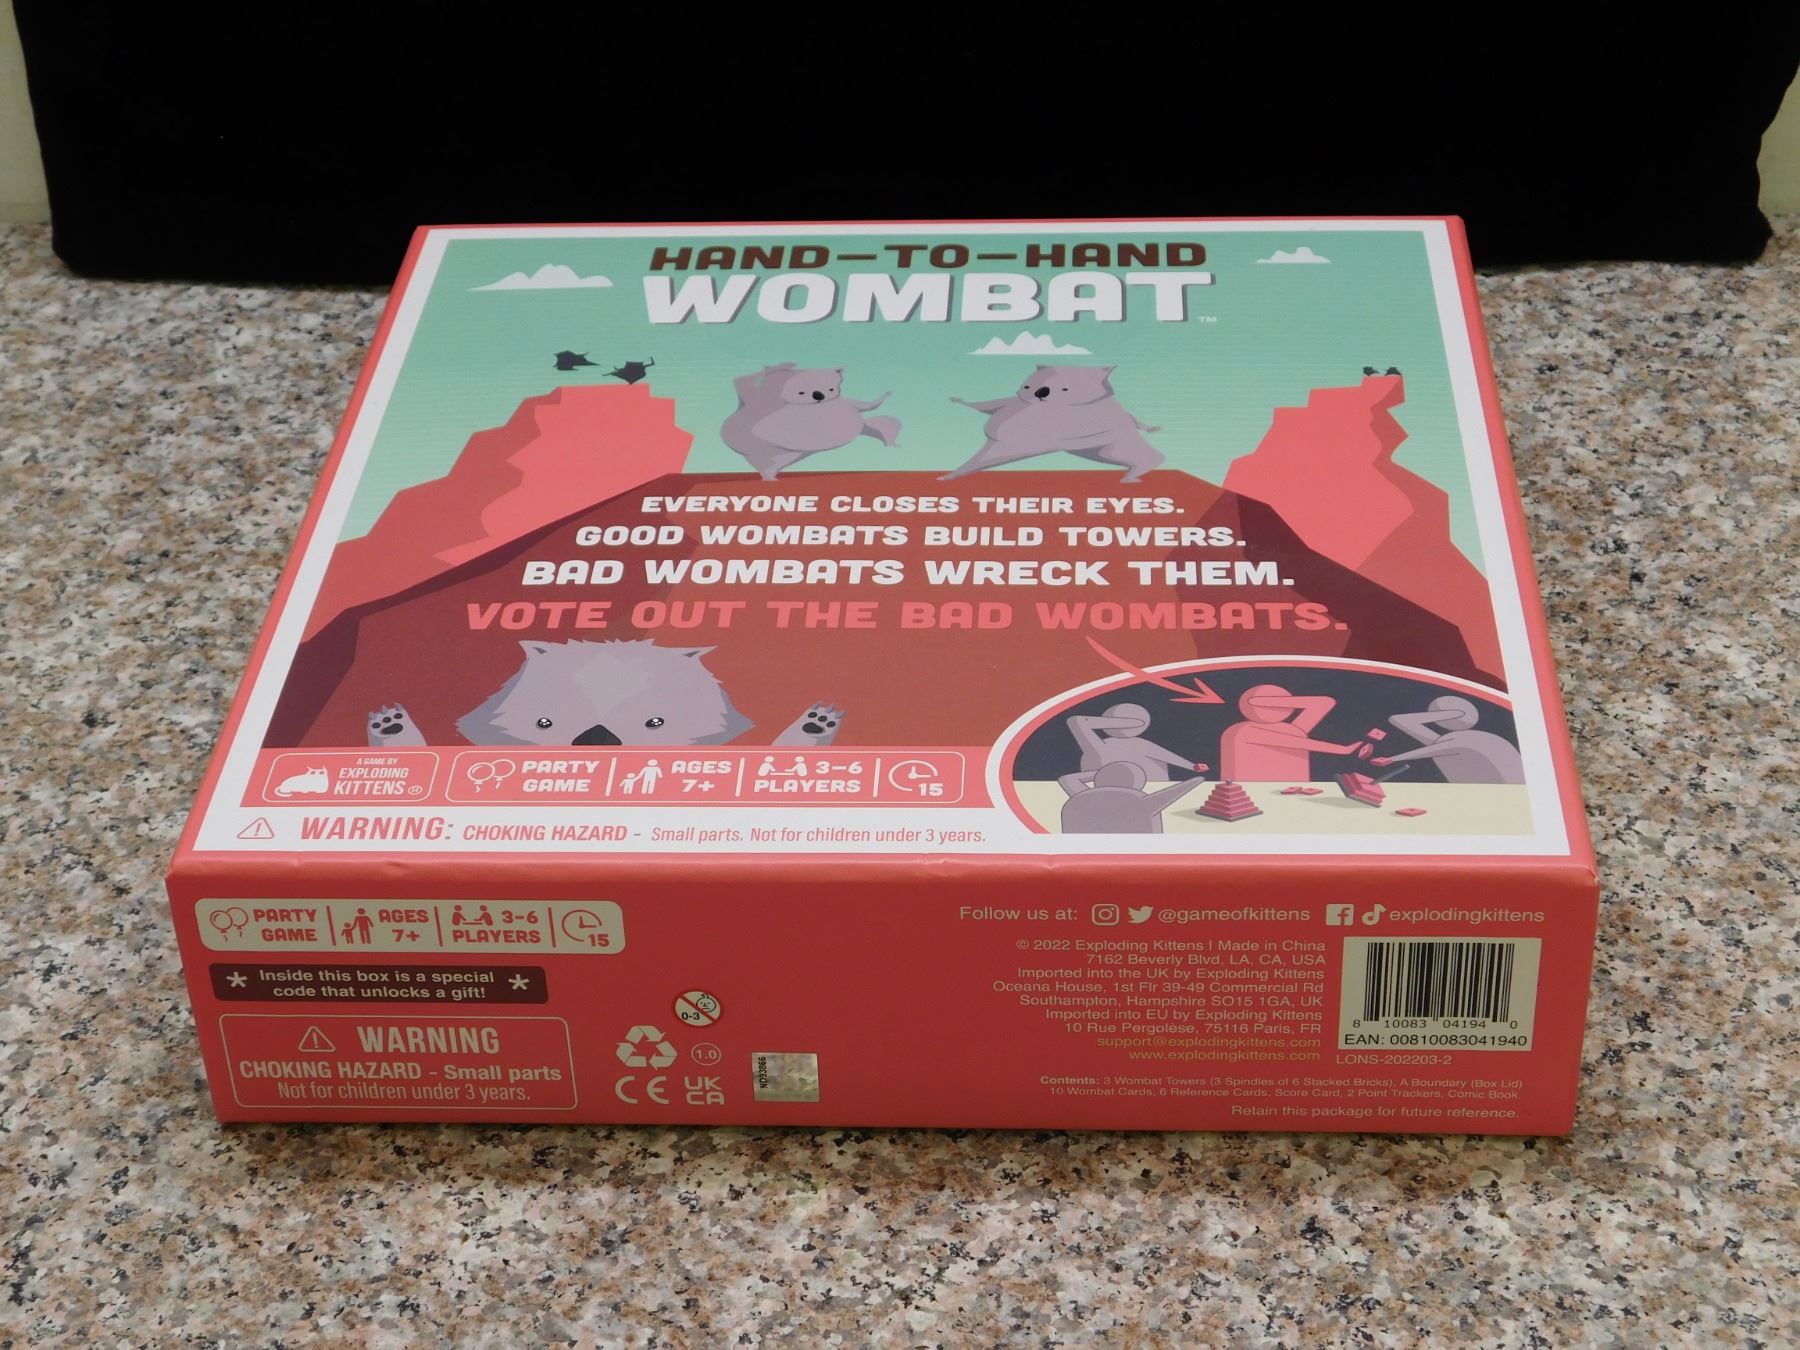 HAND-TO-HAND
WOMBAT™
EVERYONE CLOSES THEIR EYES.
GOOD WOMBATS BUILD TOWERS.
BAD WOMBATS WRECK THEM.
VOTE OUT THE BAD WOMBATS.
A GAME BY
EXPLODING
KITTENS®
PARTY
GAME
AGES
7+
3-6
PLAYERS
15
WARNING: CHOKING HAZARD - Small parts. Not for children under 3 years.
PARTY
GAME
AGES
7+
3-6
PLAYERS
15
* Inside this box is a special *
code that unlocks a gift!
WARNING
CHOKING HAZARD - Small parts
Not for children under 3 years.
0-3
1.0
CE
UK
CA
ND93866
Follow us at: @gameofkittens explodingkittens
© 2022 Exploding Kittens | Made in China
7162 Beverly Blvd, LA, CA, USA
Imported into the UK by Exploding Kittens
Oceana House, 1st Flr 39-49 Commercial Rd
Southampton, Hampshire SO15 1GA, UK
Imported into EU by Exploding Kittens
10 Rue Pergolèse, 75116 Paris, FR
support@explodingkittens.com
www.explodingkittens.com
8 10083 04194 0
EAN: 00810083041940
LONS-202203-2
Contents: 3 Wombat Towers (3 Spindles of 6 Stacked Bricks), A Boundary (Box Lid)
10 Wombat Cards, 6 Reference Cards, Score Card, 2 Point Trackers, Comic Book.
Retain this package for future reference.